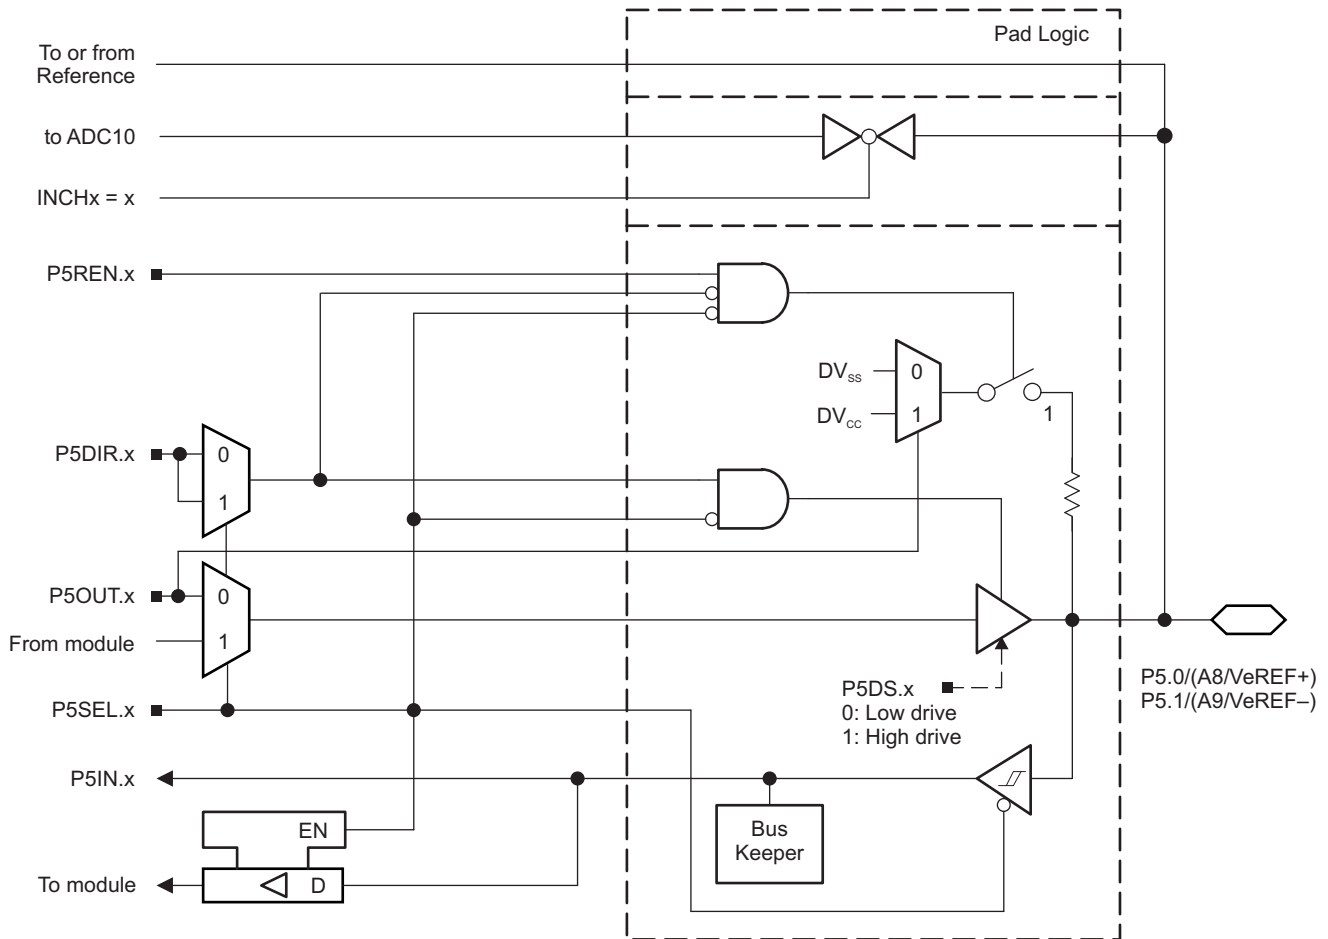 Pad Logic
To or from
Reference
to ADC10
INCHx = x
P5REN.x
DVSS
0
DVCC
1
1
P5DIR.x
0
1
P5OUT.x
0
From module
1
P5SEL.x
P5DS.x
0: Low drive
1: High drive
P5.0/(A8/VeREF+)
P5.1/(A9/VeREF–)
P5IN.x
EN
Bus
Keeper
To module
D